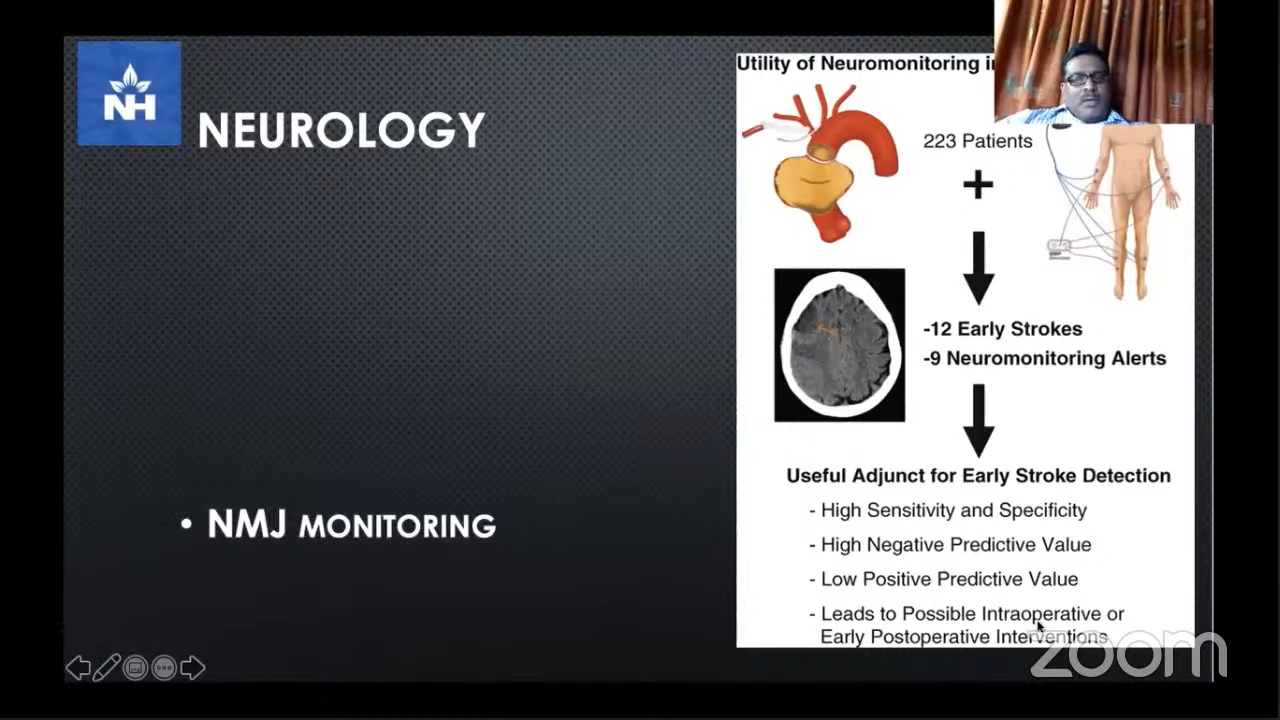 NH
NEUROLOGY
• NMJ MONITORING
Utility of Neuromonitoring in
223 Patients
+
-12 Early Strokes
-9 Neuromonitoring Alerts
Useful Adjunct for Early Stroke Detection
- High Sensitivity and Specificity
- High Negative Predictive Value
- Low Positive Predictive Value
- Leads to Possible Intraoperative or
Early Postoperative Interventions
zoom